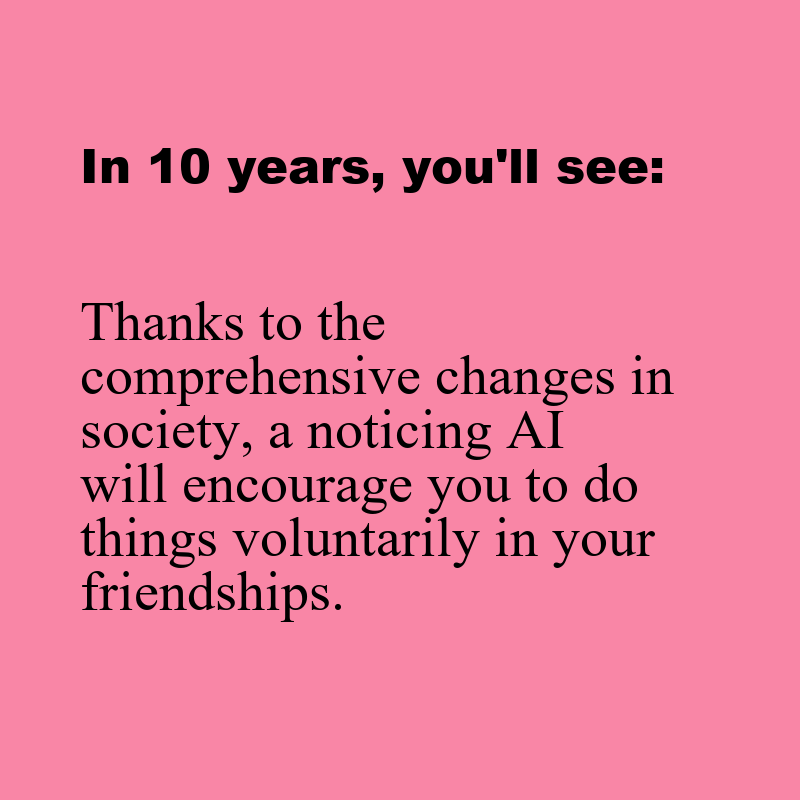 In 10 years, you'll see:
Thanks to the
comprehensive changes in
society, a noticing AI
will encourage you to do
things voluntarily in your
friendships.